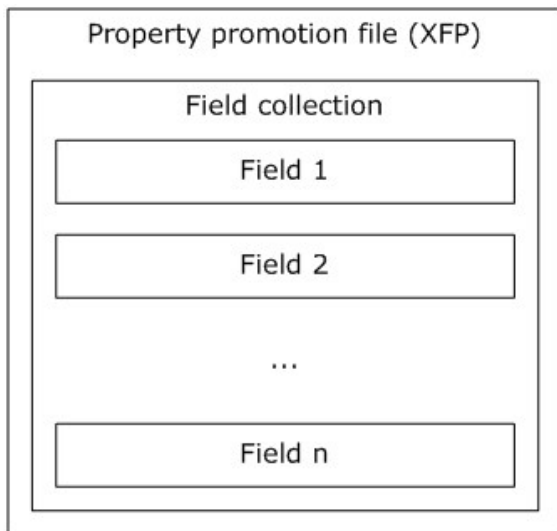 Property promotion file (XFP)
Field collection
Field 1
Field 2
...
Field n